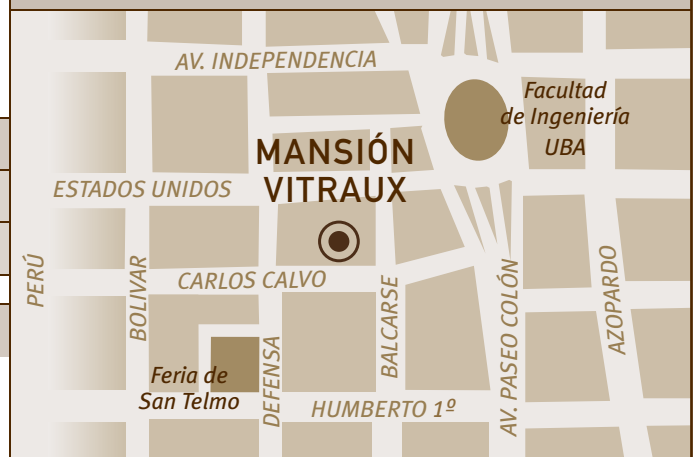 AV. INDEPENDENCIA
Facultad
de Ingeniería
UBA
MANSIÓN
VITRAUX
ESTADOS UNIDOS
PERÚ
BOLIVAR
CARLOS CALVO
DEFENSA
BALCARSE
AV. PASEO COLÓN
AZOPARDO
Feria de
San Telmo
HUMBERTO 1º